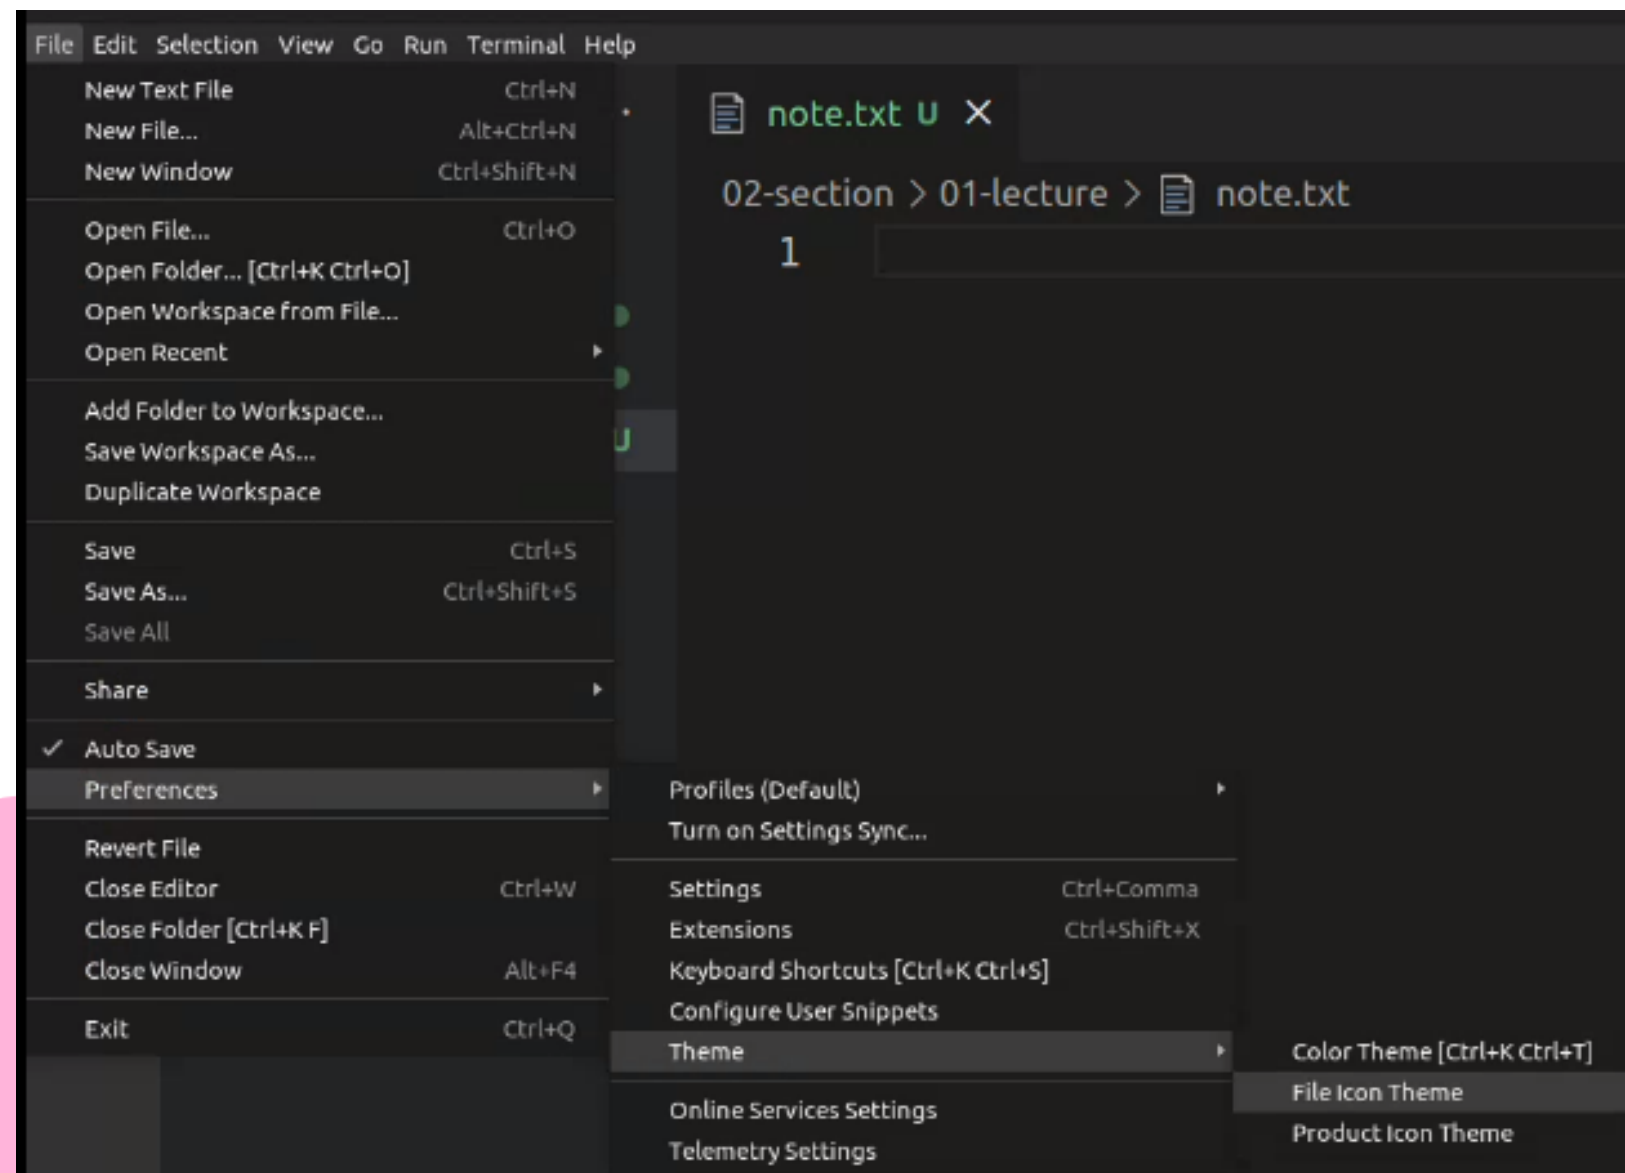 File Edit Selection View Go Run Terminal Help
New Text File Ctrl+N
New File... Alt+Ctrl+N
New Window Ctrl+Shift+N
Open File... Ctrl+O
Open Folder... [Ctrl+K Ctrl+O]
Open Workspace from File...
Open Recent
Add Folder to Workspace...
Save Workspace As...
Duplicate Workspace
Save Ctrl+S
Save As... Ctrl+Shift+S
Save All
Share
Auto Save
Preferences
Revert File
Close Editor Ctrl+W
Close Folder [Ctrl+K F]
Close Window Alt+F4
Exit Ctrl+Q
note.txt U
02-section > 01-lecture > note.txt
1
U
Profiles (Default)
Turn on Settings Sync...
Settings Ctrl+Comma
Extensions Ctrl+Shift+X
Keyboard Shortcuts [Ctrl+K Ctrl+S]
Configure User Snippets
Theme
Online Services Settings
Telemetry Settings
Color Theme [Ctrl+K Ctrl+T]
File Icon Theme
Product Icon Theme